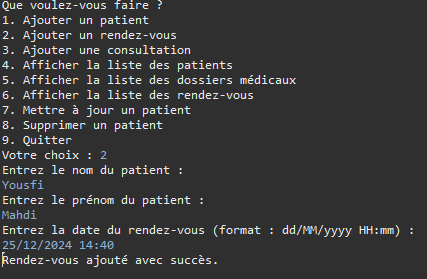 Que voulez-vous faire ?
1. Ajouter un patient
2. Ajouter un rendez-vous
3. Ajouter une consultation
4. Afficher la liste des patients
5. Afficher la liste des dossiers médicaux
6. Afficher la liste des rendez-vous
7. Mettre à jour un patient
8. Supprimer un patient
9. Quitter
Votre choix : 2
Entrez le nom du patient :
Yousfi
Entrez le prénom du patient :
Mahdi
Entrez la date du rendez-vous (format : dd/MM/yyyy HH:mm) :
25/12/2024 14:40
Rendez-vous ajouté avec succès.